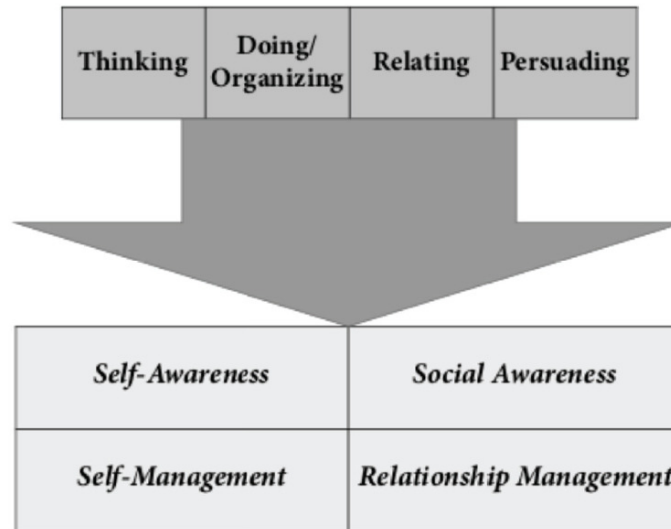 Thinking
Doing/
Organizing
Relating
Persuading
Self-Awareness
Social Awareness
Self-Management
Relationship Management